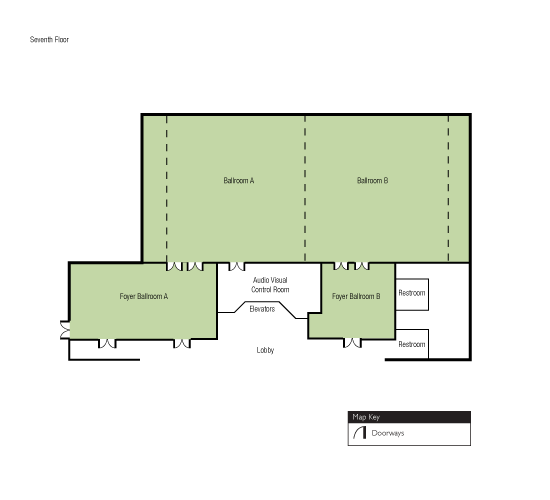 Seventh Floor
Ballroom A
Ballroom B
Audio Visual
Control Room
Foyer Ballroom A
Foyer Ballroom B
Restroom
Elevators
Restroom
Lobby
Map Key
Doorways